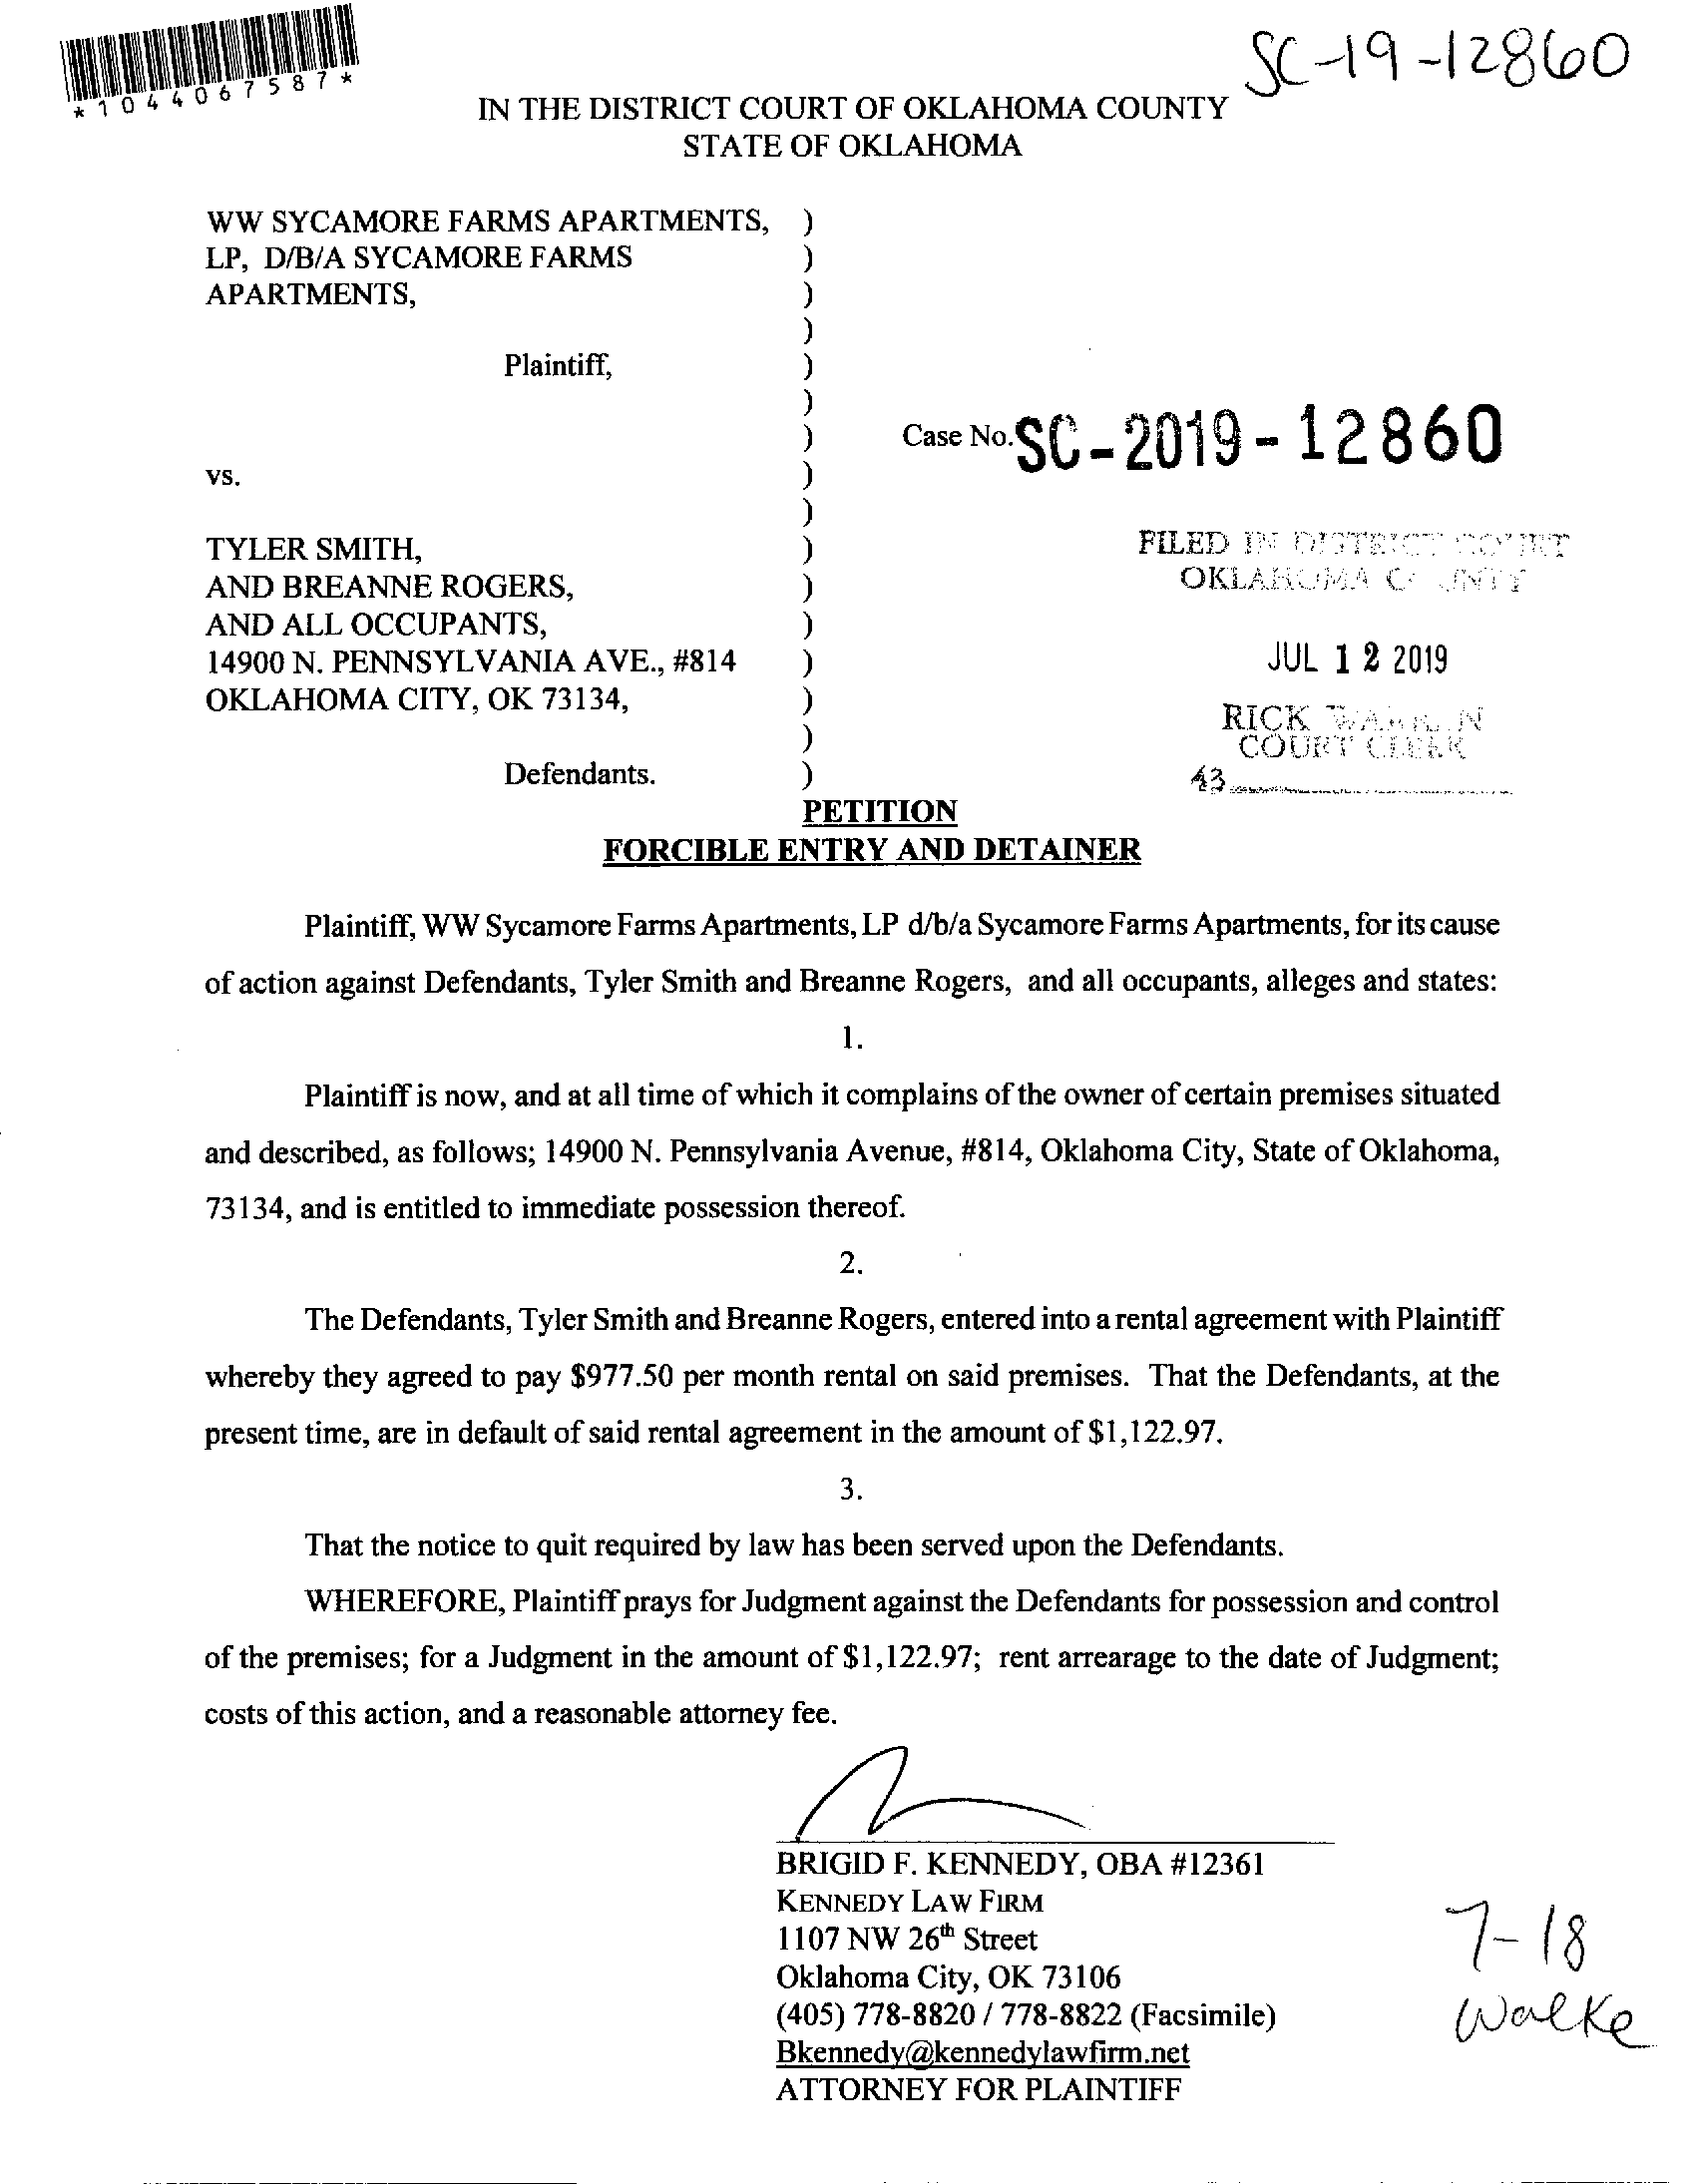 SC-19-12860
*1044067587*
IN THE DISTRICT COURT OF OKLAHOMA COUNTY
STATE OF OKLAHOMA
WW SYCAMORE FARMS APARTMENTS, )
LP, D/B/A SYCAMORE FARMS )
APARTMENTS, )
)
Plaintiff, )
)
) Case No. SC-2019-12860
vs. )
)
TYLER SMITH, ) FILED IN DISTRICT COURT
AND BREANNE ROGERS, ) OKLAHOMA COUNTY
AND ALL OCCUPANTS, )
14900 N. PENNSYLVANIA AVE., #814 ) JUL 12 2019
OKLAHOMA CITY, OK 73134, )
) RICK WARREN
COURT CLERK
Defendants. ) 43
PETITION
FORCIBLE ENTRY AND DETAINER
Plaintiff, WW Sycamore Farms Apartments, LP d/b/a Sycamore Farms Apartments, for its cause
of action against Defendants, Tyler Smith and Breanne Rogers, and all occupants, alleges and states:
1.
Plaintiff is now, and at all time of which it complains of the owner of certain premises situated
and described, as follows; 14900 N. Pennsylvania Avenue, #814, Oklahoma City, State of Oklahoma,
73134, and is entitled to immediate possession thereof.
2.
The Defendants, Tyler Smith and Breanne Rogers, entered into a rental agreement with Plaintiff
whereby they agreed to pay $977.50 per month rental on said premises. That the Defendants, at the
present time, are in default of said rental agreement in the amount of $1,122.97.
3.
That the notice to quit required by law has been served upon the Defendants.
WHEREFORE, Plaintiff prays for Judgment against the Defendants for possession and control
of the premises; for a Judgment in the amount of $1,122.97; rent arrearage to the date of Judgment;
costs of this action, and a reasonable attorney fee.
BRIGID F. KENNEDY, OBA #12361
KENNEDY LAW FIRM
1107 NW 26th Street
Oklahoma City, OK 73106
(405) 778-8820 / 778-8822 (Facsimile)
Bkennedy@kennedylawfirm.net
ATTORNEY FOR PLAINTIFF
7-18
Walke